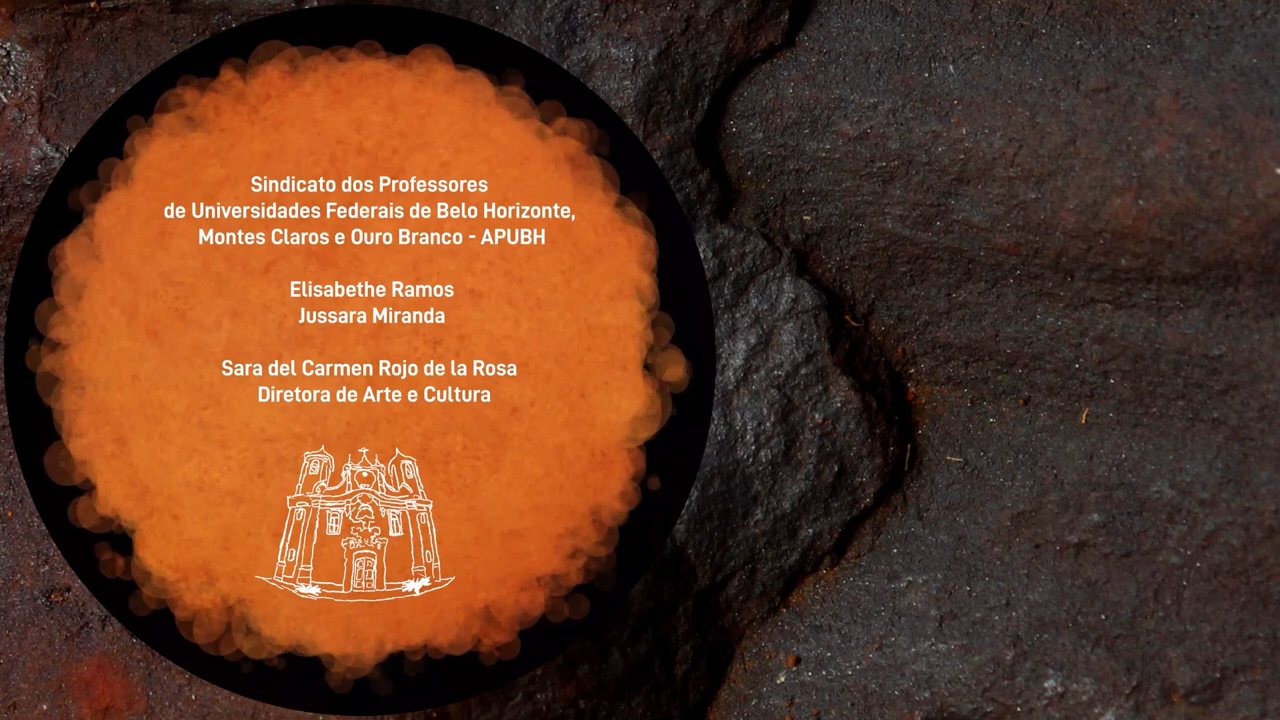 Sindicato dos Professores
de Universidades Federais de Belo Horizonte,
Montes Claros e Ouro Branco - APUBH
Elisabethe Ramos
Jussara Miranda
Sara del Carmen Rojo de la Rosa
Diretora de Arte e Cultura